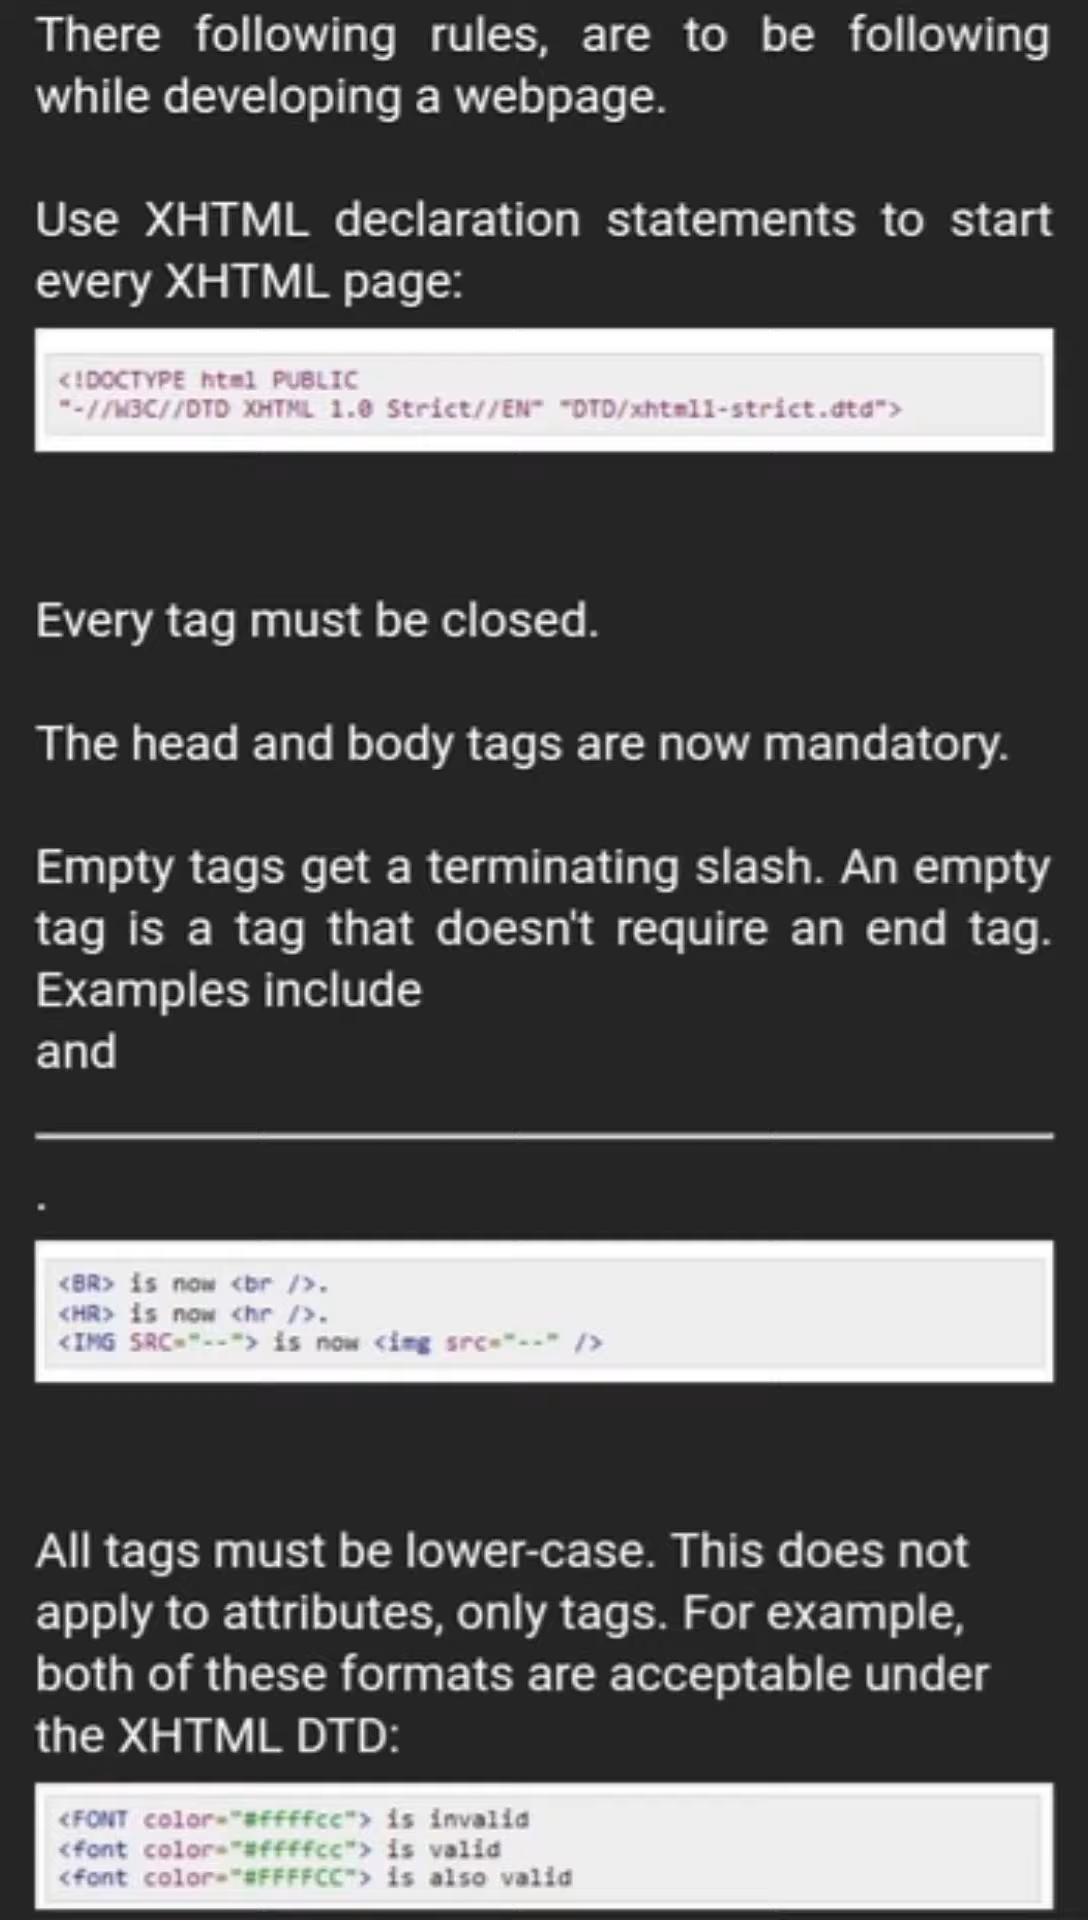 There following rules, are to be following
while developing a webpage.
Use XHTML declaration statements to start
every XHTML page:
<!DOCTYPE html PUBLIC
"-//W3C//DTD XHTML 1.0 Strict//EN" "DTD/xhtml1-strict.dtd">
Every tag must be closed.
The head and body tags are now mandatory.
Empty tags get a terminating slash. An empty
tag is a tag that doesn't require an end tag.
Examples include
and
.
<BR> is now <br />.
<HR> is now <hr />.
<IMG SRC="--"> is now <img src="--" />
All tags must be lower-case. This does not
apply to attributes, only tags. For example,
both of these formats are acceptable under
the XHTML DTD:
<FONT color="#ffffcc"> is invalid
<font color="#ffffcc"> is valid
<font color="#FFFFCC"> is also valid